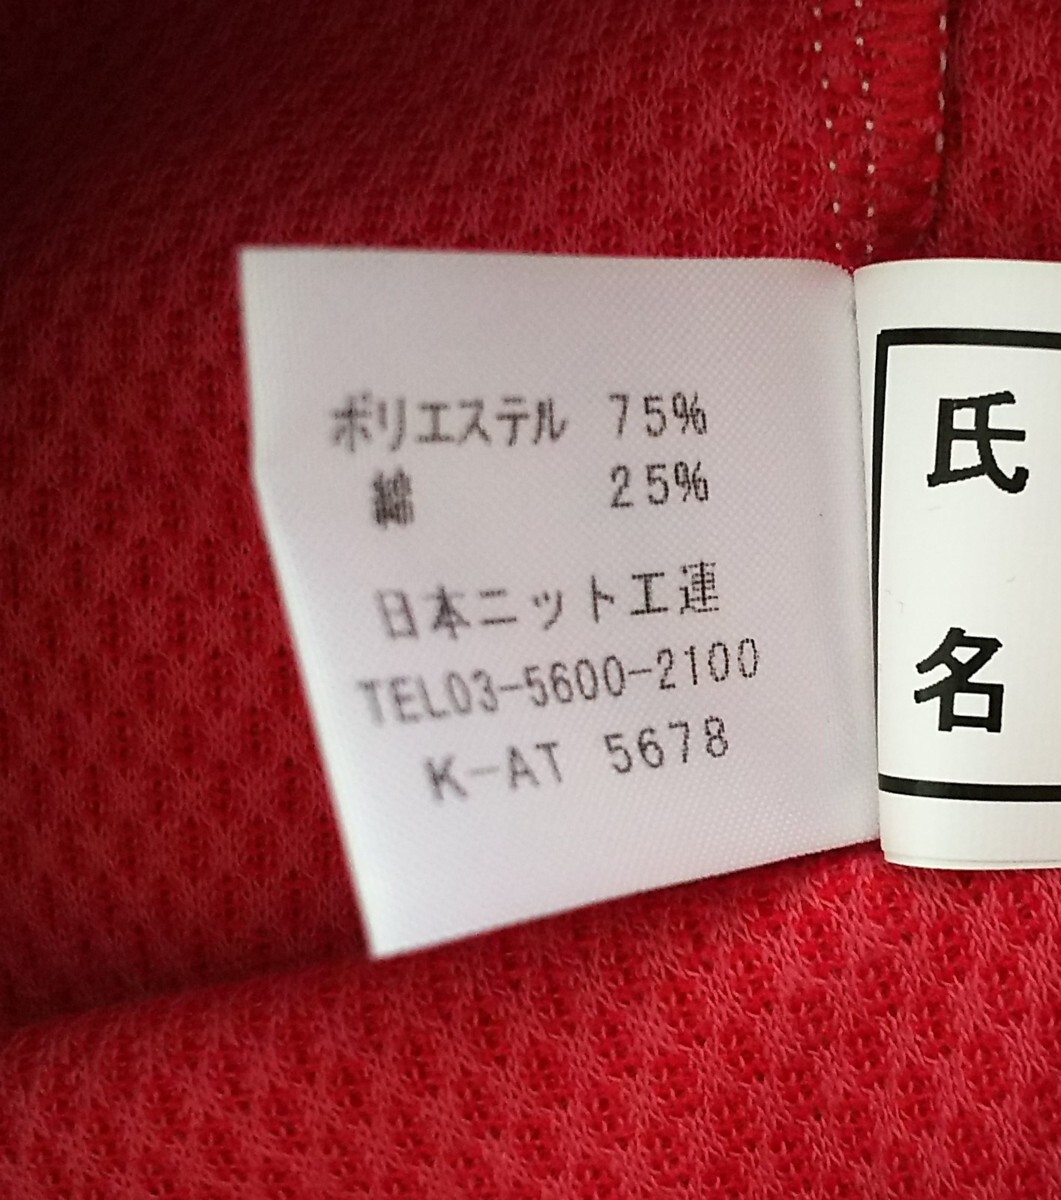 ポリエステル 75%
綿 25%
日本ニット工連
TEL03-5600-2100
K-AT 5678
氏名